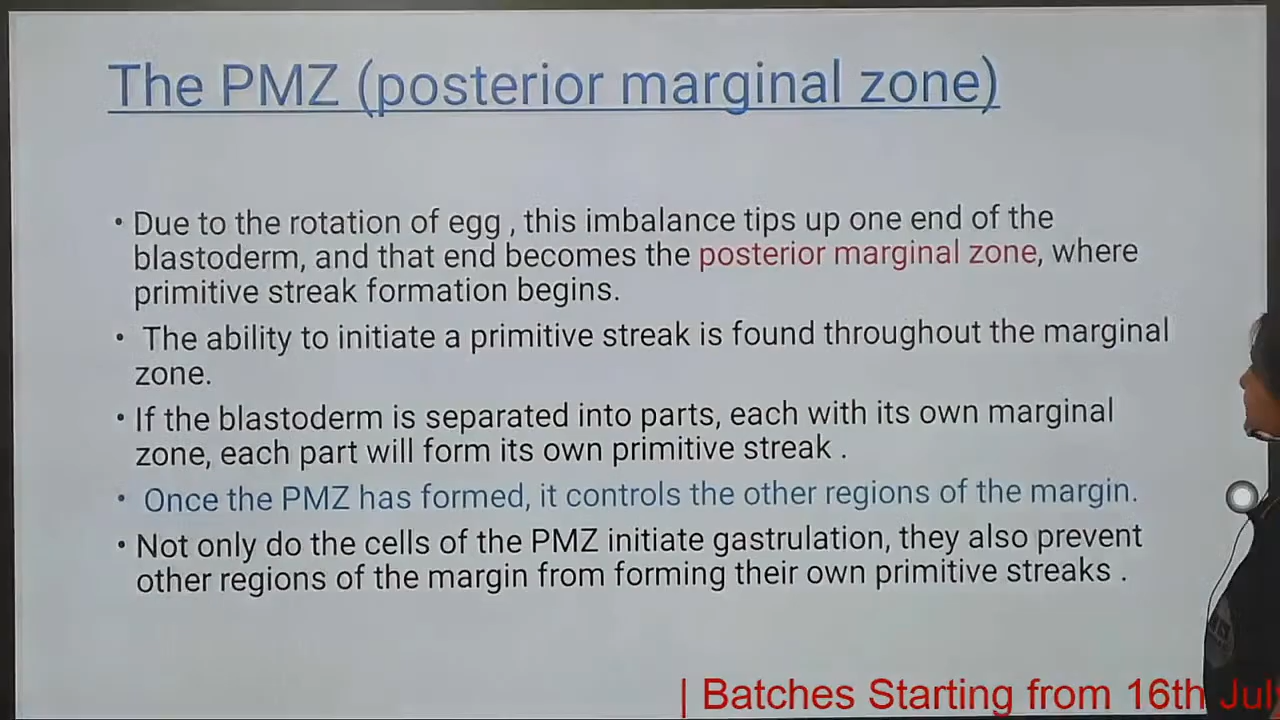 The PMZ (posterior marginal zone)
• Due to the rotation of egg , this imbalance tips up one end of the
blastoderm, and that end becomes the posterior marginal zone, where
primitive streak formation begins.
• The ability to initiate a primitive streak is found throughout the marginal
zone.
• If the blastoderm is separated into parts, each with its own marginal
zone, each part will form its own primitive streak .
• Once the PMZ has formed, it controls the other regions of the margin.
• Not only do the cells of the PMZ initiate gastrulation, they also prevent
other regions of the margin from forming their own primitive streaks .
| Batches Starting from 16th Jul